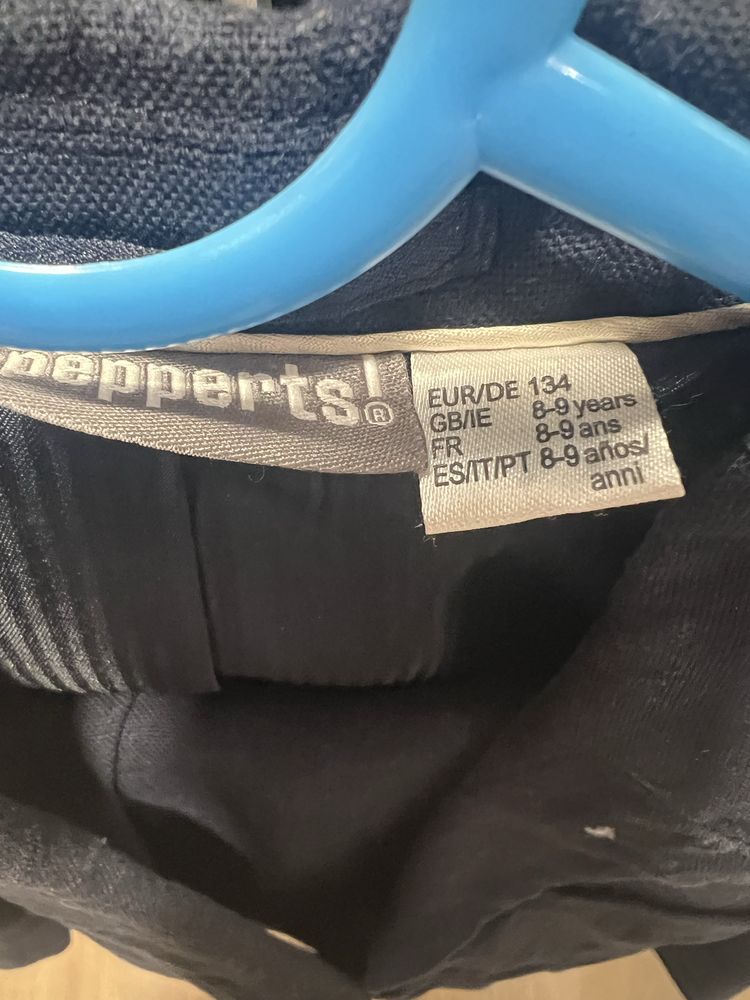 pepperts!®
EUR/DE 134
GB/IE 8-9 years
FR 8-9 ans
ES/IT/PT 8-9 años/
anni